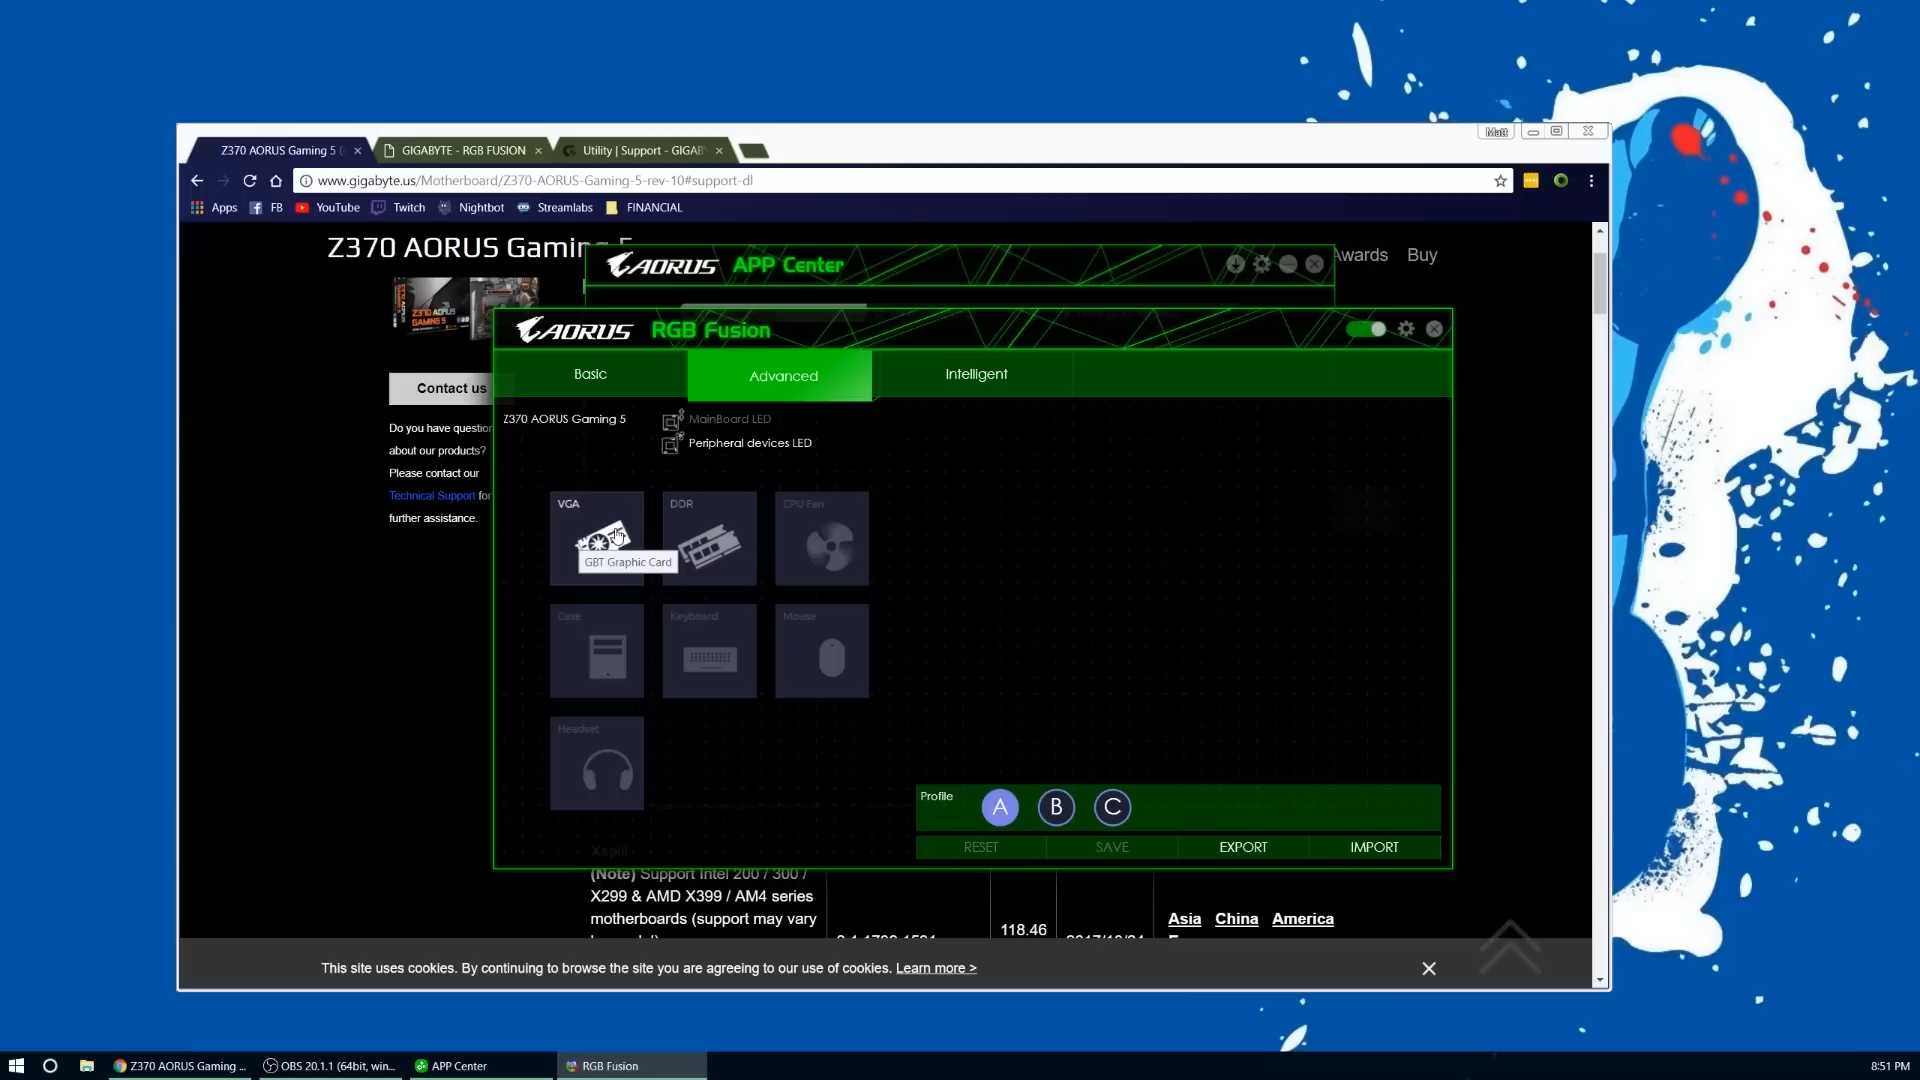 Matt
Z370 AORUS Gaming 5 (
GIGABYTE - RGB FUSION
Utility | Support - GIGAB
www.gigabyte.us/Motherboard/Z370-AORUS-Gaming-5-rev-10#support-dl
Apps
FB
YouTube
Twitch
Nightbot
Streamlabs
FINANCIAL
Z370 AORUS Gaming 5
Awards
Buy
AORUS APP Center
AORUS RGB Fusion
Contact us
Basic
Advanced
Intelligent
Do you have question
about our products?
Please contact our
Technical Support for
further assistance.
Z370 AORUS Gaming 5
MainBoard LED
Peripheral devices LED
VGA
DDR
CPU Fan
GBT Graphic Card
Case
Keyboard
Mouse
Headset
Profile
A
B
C
RESET
SAVE
EXPORT
IMPORT
Xsplit
(Note) Support Intel 200 / 300 /
X299 & AMD X399 / AM4 series
motherboards (support may vary
118.46
Asia
China
America
This site uses cookies. By continuing to browse the site you are agreeing to our use of cookies. Learn more >
Z370 AORUS Gaming ...
OBS 20.1.1 (64bit, win...
APP Center
RGB Fusion
8:51 PM